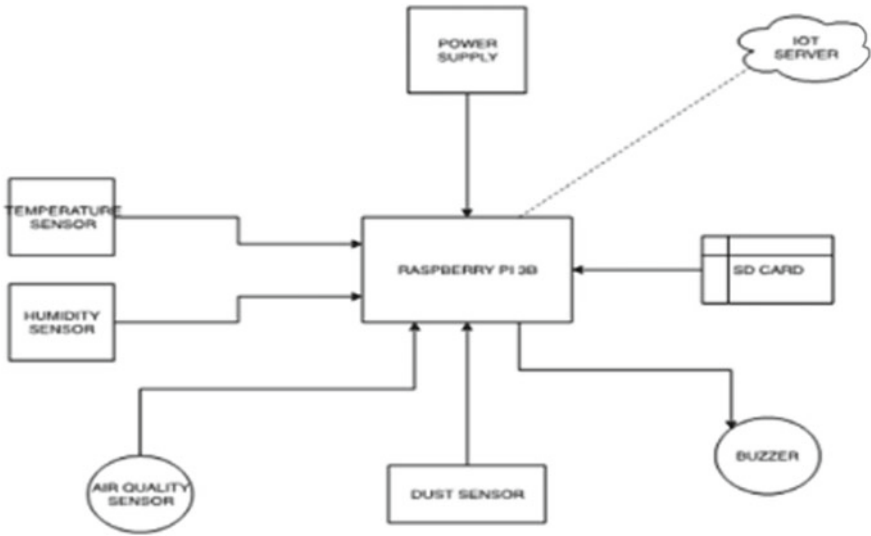 POWER
SUPPLY
IOT
SERVER
TEMPERATURE
SENSOR
RASPBERRY PI 3B
SD CARD
HUMIDITY
SENSOR
AIR QUALITY
SENSOR
DUST SENSOR
BUZZER